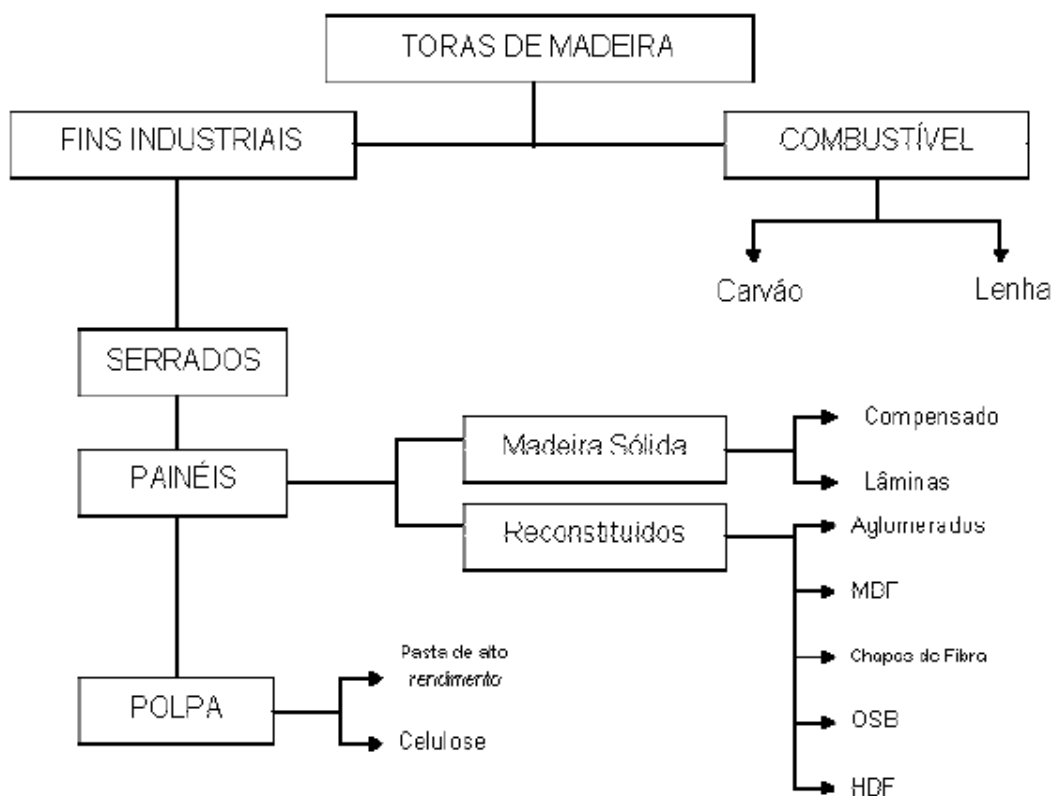 TORAS DE MADEIRA
FINS INDUSTRIAIS
COMBUSTÍVEL
Carvão
Lenha
SERRADOS
PAINÉIS
Madeira Sólida
Compensado
Lâminas
Reconstituídos
Aglomerados
MDF
Chapas de Fibra
OSB
HDF
POLPA
Pasta de alto
rendimento
Celulose